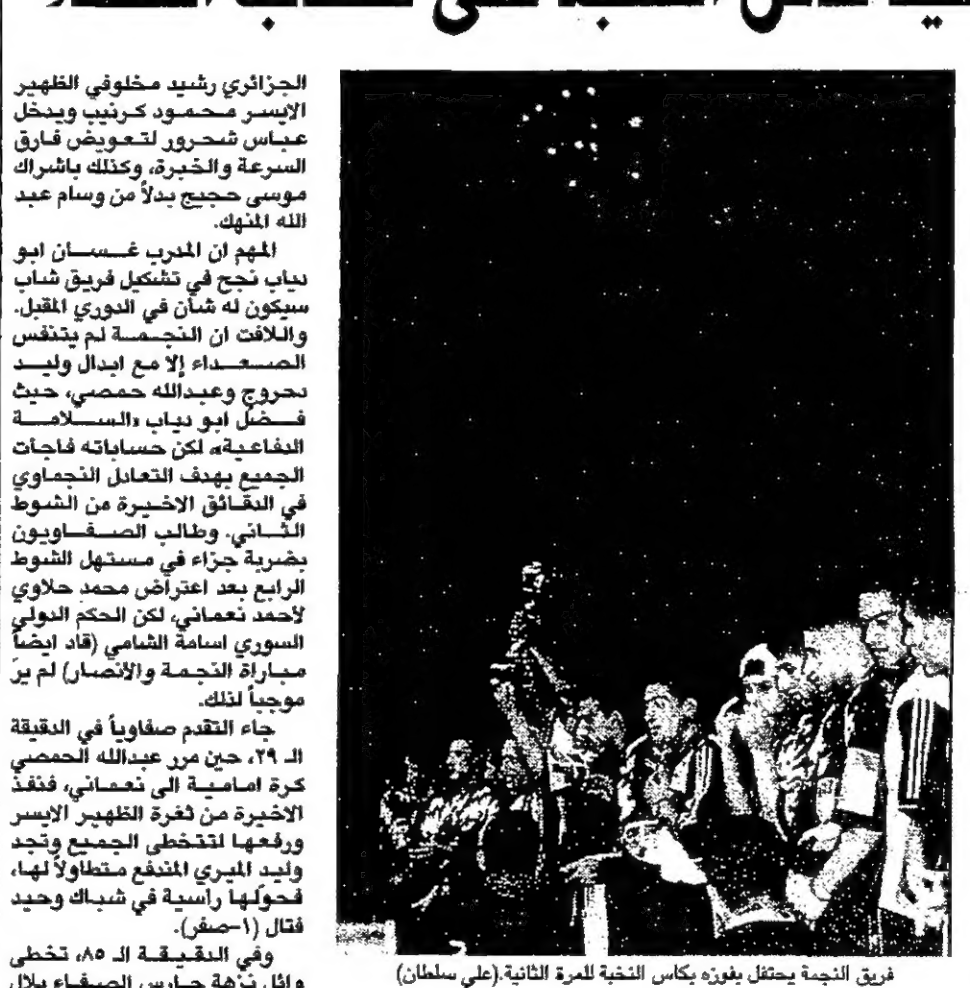 الجزائري رشيد مخلوفي الظهير
الايسر محمود كرنيب ويدخل
عباس شحرور لتعويض فارق
السرعة والخبرة، وكذلك باشراك
موسى حجيج بدلاً من وسام عبد
الله المنهك.
المهم ان المدرب غسان ابو
دياب نجح في تشكيل فريق شاب
سيكون له شأن في الدوري المقبل.
واللافت ان النجمة لم يتنفس
الصعداء إلا مع ابدال وليد
دحروج وعبدالله حمصي، حيث
فضل ابو دياب «السلامة
الدفاعية» لكن حساباته فاجأت
الجميع بهدف التعادل النجماوي
في الدقائق الاخيرة من الشوط
الثاني. وطالب الصفاويون
بضربة جزاء في مستهل الشوط
الرابع بعد اعتراض محمد حلاوي
لأحمد نعماني، لكن الحكم الدولي
السوري اسامة الشامي (قاد ايضاً
مباراة النجمة والأنصار) لم يرَ
موجباً لذلك.
جاء التقدم صفاوياً في الدقيقة
الـ ٢٩، حين مرر عبدالله الحمصي
كرة امامية الى نعماني، فنفذ
الاخيرة من ثغرة الظهير الايسر
ورفعها لتتخطى الجميع وتجد
وليد الميري المندفع متطاولاً لها،
فحولها راسية في شباك وحيد
فتال (١-صفر).
وفي الدقيقة الـ ٨٥، تخطى
وائل نزهة حارس الصفاء بلال
فريق النجمة يحتفل بفوزه بكاس النخبة للمرة الثانية.(علي سلطان)